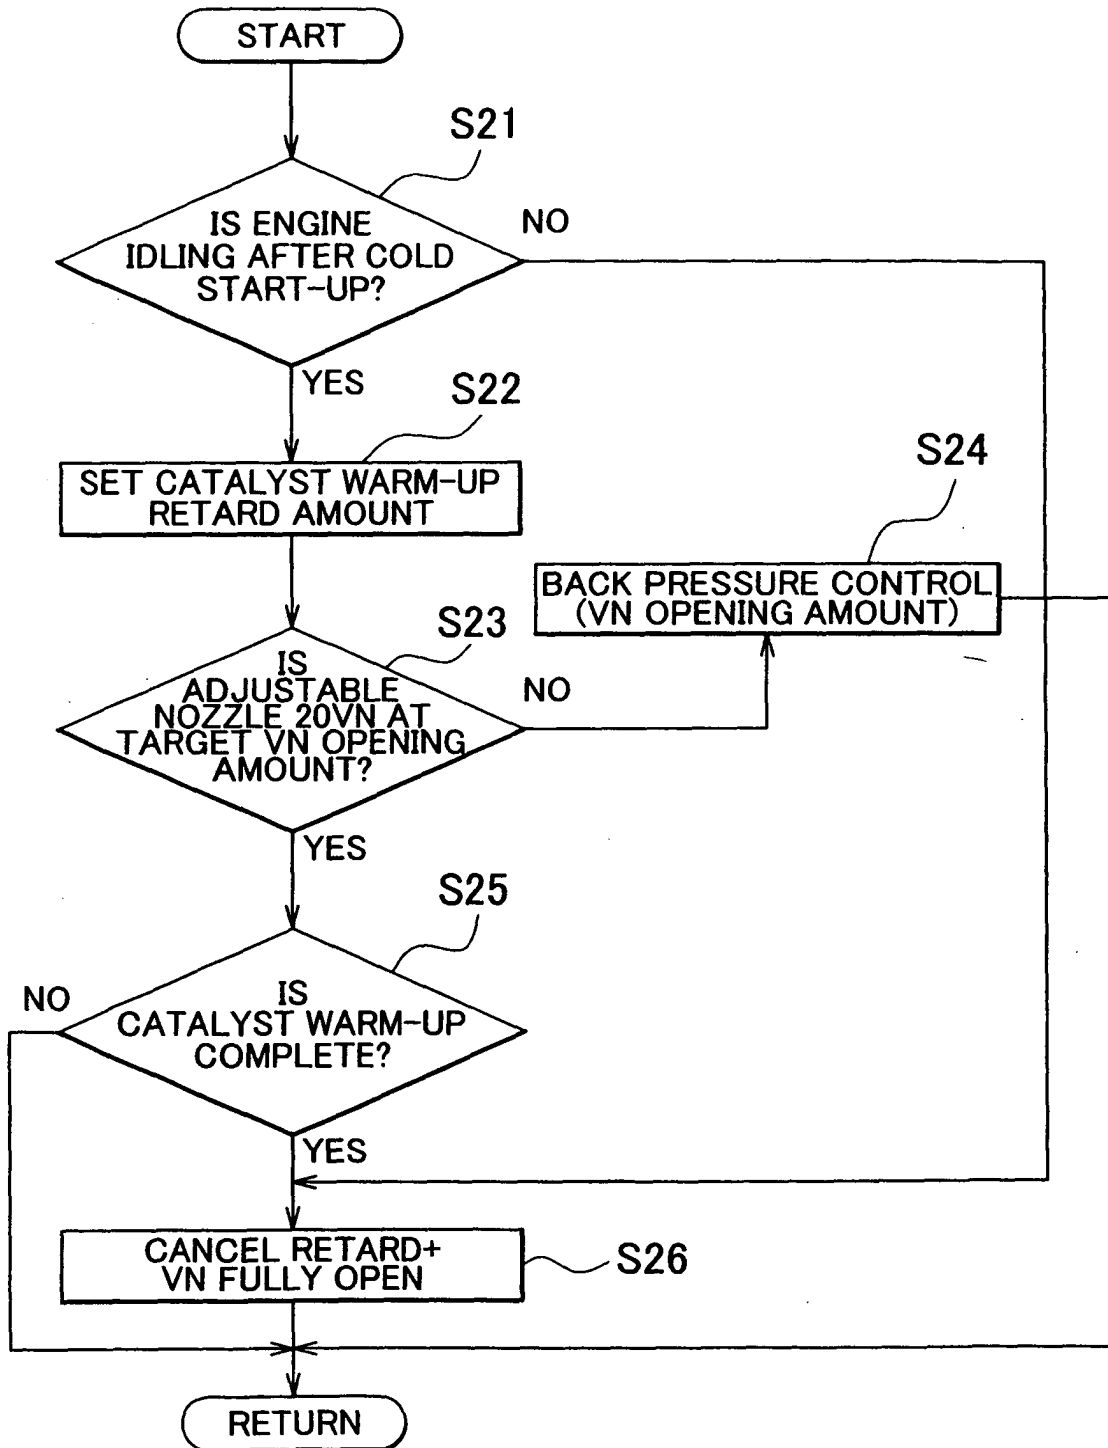 START
S21
IS ENGINE
IDLING AFTER COLD
START-UP?
NO
YES
S22
SET CATALYST WARM-UP
RETARD AMOUNT
S24
BACK PRESSURE CONTROL
(VN OPENING AMOUNT)
S23
IS
ADJUSTABLE
NOZZLE 20VN AT
TARGET VN OPENING
AMOUNT?
NO
YES
S25
NO
IS
CATALYST WARM-UP
COMPLETE?
YES
CANCEL RETARD+
VN FULLY OPEN
S26
RETURN